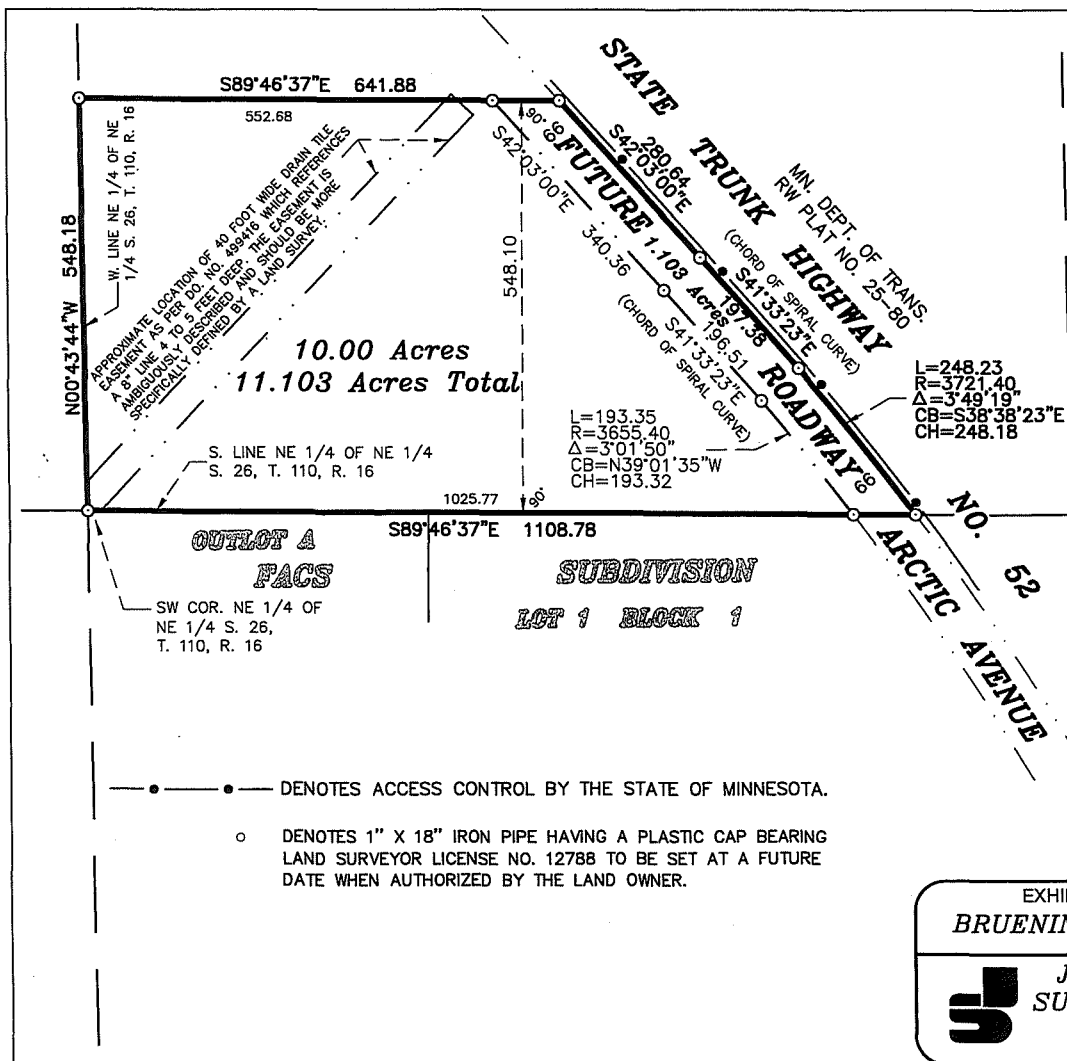 S89°46'37"E 641.88
552.68
W. LINE NE 1/4 OF NE
1/4 S. 26, T. 110, R. 16
N00°43'44"W 548.18
APPROXIMATE LOCATION OF 40 FOOT WIDE DRAIN TILE
EASEMENT AS PER DO. NO. 499416 WHICH REFERENCES
A 8" LINE 4 TO 5 FEET DEEP. THE EASEMENT IS
AMBIGUOUSLY DESCRIBED AND SHOULD BE MORE
SPECIFICALLY DEFINED BY A LAND SURVEY.
90°
548.10
90°
10.00 Acres
11.103 Acres Total
STATE TRUNK HIGHWAY NO. 52
MN. DEPT. OF TRANS.
RW PLAT NO. 25-80
280.64
S42°03'00"E
66
FUTURE 1.103 Acres ROADWAY
66
S42°03'00"E
340.36
(CHORD OF SPIRAL CURVE)
S41°33'23"E
197.38
196.51
S41°33'23"E
(CHORD OF SPIRAL CURVE)
L=248.23
R=3721.40
Δ=3°49'19"
CB=S38°38'23"E
CH=248.18
L=193.35
R=3655.40
Δ=3°01'50"
CB=N39°01'35"W
CH=193.32
S. LINE NE 1/4 OF NE 1/4
S. 26, T. 110, R. 16
1025.77
S89°46'37"E 1108.78
OUTLOT A
FACS
SUBDIVISION
LOT 1 BLOCK 1
ARCTIC AVENUE
SW COR. NE 1/4 OF
NE 1/4 S. 26,
T. 110, R. 16
DENOTES ACCESS CONTROL BY THE STATE OF MINNESOTA.
DENOTES 1" X 18" IRON PIPE HAVING A PLASTIC CAP BEARING
LAND SURVEYOR LICENSE NO. 12788 TO BE SET AT A FUTURE
DATE WHEN AUTHORIZED BY THE LAND OWNER.
EXHI
BRUENIN
J
SU